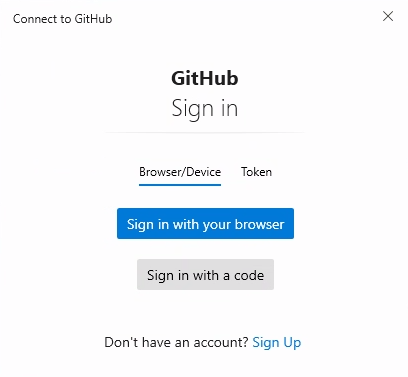 Connect to GitHub
GitHub
Sign in
Browser/Device Token
Sign in with your browser
Sign in with a code
Don't have an account? Sign Up